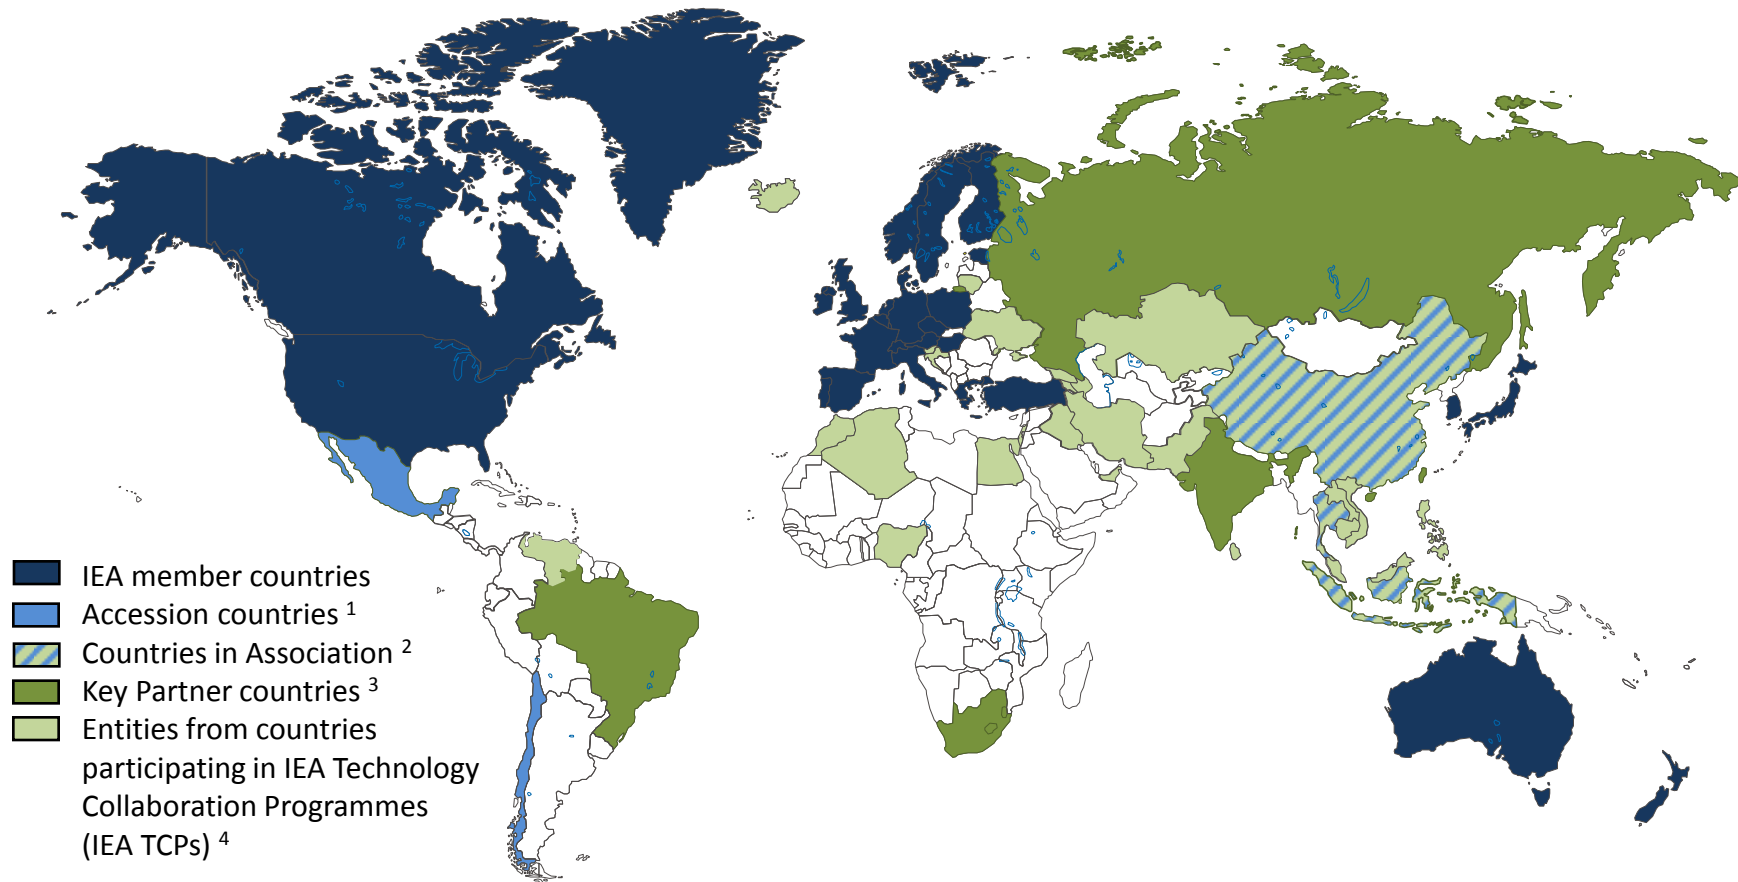 IEA member countries
Accession countries ¹
Countries in Association ²
Key Partner countries ³
Entities from countries
participating in IEA Technology
Collaboration Programmes
(IEA TCPs) ⁴